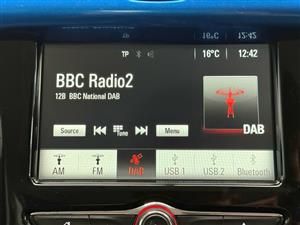 TP 16°C 12:42
BBC Radio2
12B BBC National DAB
DAB
Source Tune Menu
AM FM DAB USB 1 USB 2 Bluetooth